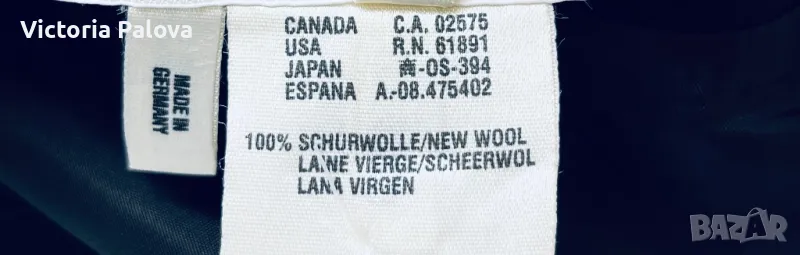 Victoria Palova
MADE IN
GERMANY
CANADA C.A. 02575
USA R.N. 61891
JAPAN 商-OS-394
ESPANA A.-08.475402
100% SCHURWOLLE/NEW WOOL
LAINE VIERGE/SCHEERWOL
LANA VIRGEN
BAZAR